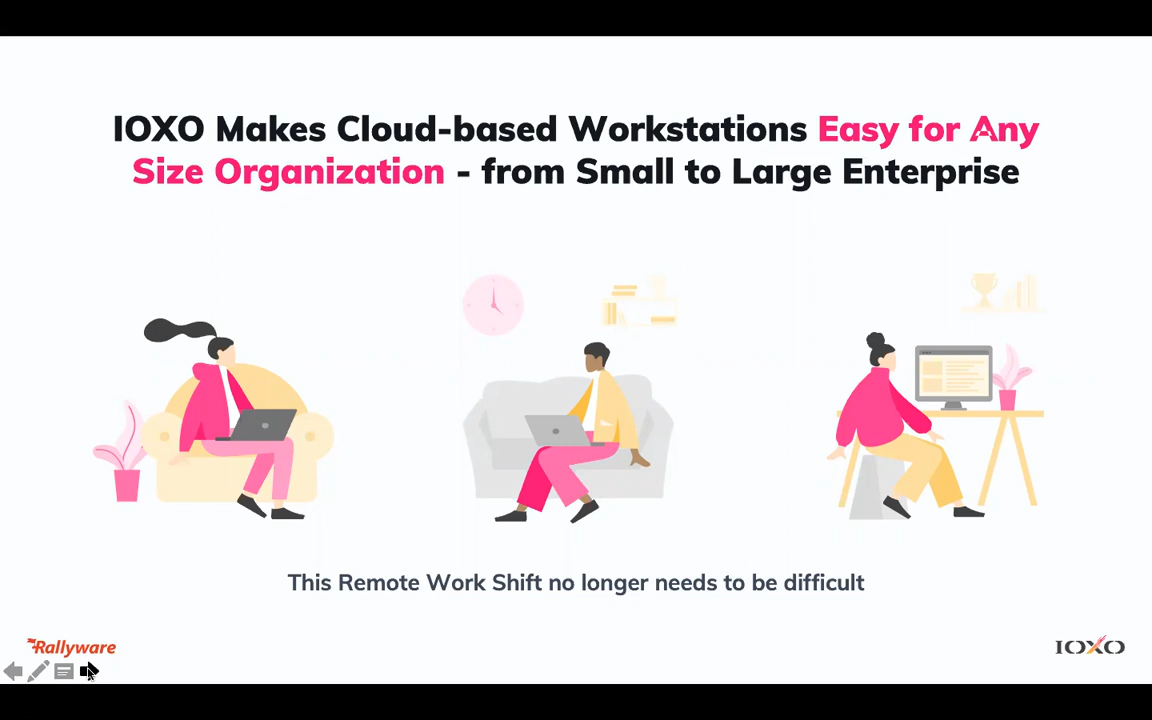 IOXO Makes Cloud-based Workstations Easy for Any
Size Organization - from Small to Large Enterprise
This Remote Work Shift no longer needs to be difficult
Rallyware
IOXO